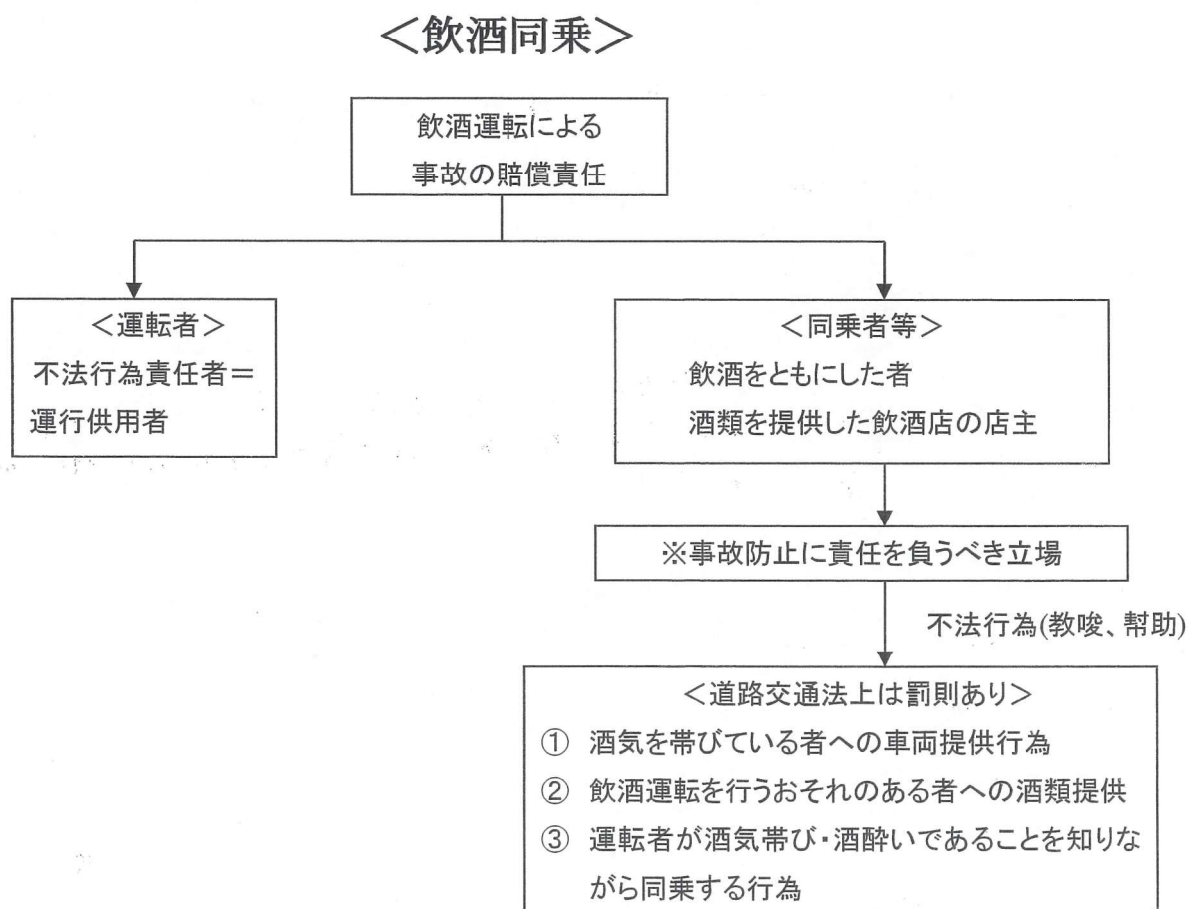 ＜飲酒同乗＞
飲酒運転による
事故の賠償責任
＜運転者＞
不法行為責任者＝
運行供用者
＜同乗者等＞
飲酒をともにした者
酒類を提供した飲酒店の店主
※事故防止に責任を負うべき立場
不法行為(教唆、幇助)
＜道路交通法上は罰則あり＞
① 酒気を帯びている者への車両提供行為
② 飲酒運転を行うおそれのある者への酒類提供
③ 運転者が酒気帯び・酒酔いであることを知りな
がら同乗する行為